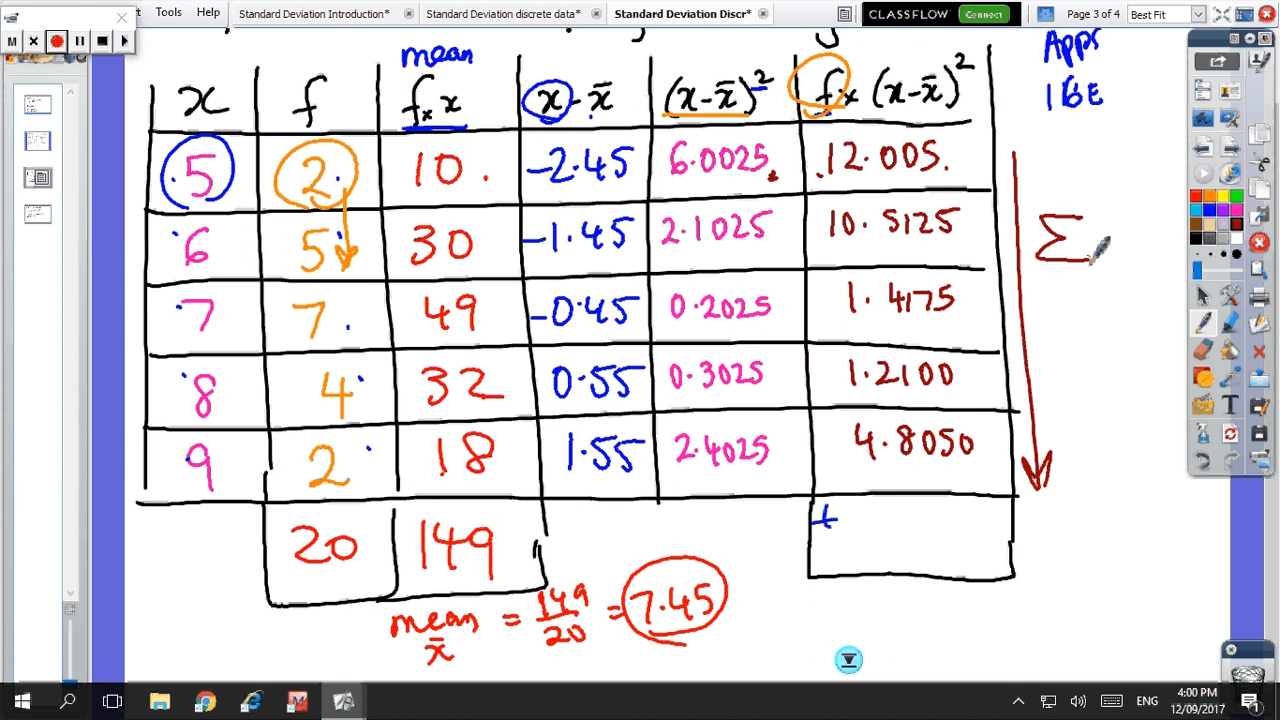 Tools Help Standard Deviation Introduction* Standard Deviation discrete data* Standard Deviation Discr* CLASSFLOW Connect Page 3 of 4 Best Fit
M
mean
Apps
16E
x f f × x x - x̄ (x-x̄)² f × (x-x̄)²
5 2 10 -2.45 6.0025 12.005
6 5 30 -1.45 2.1025 10.5125
7 7 49 -0.45 0.2025 1.4175
8 4 32 0.55 0.3025 1.2100
9 2 18 1.55 2.4025 4.8050
Σ
20 149 +
mean = 149/20 = 7.45
x̄
T
ENG 4:00 PM
12/09/2017